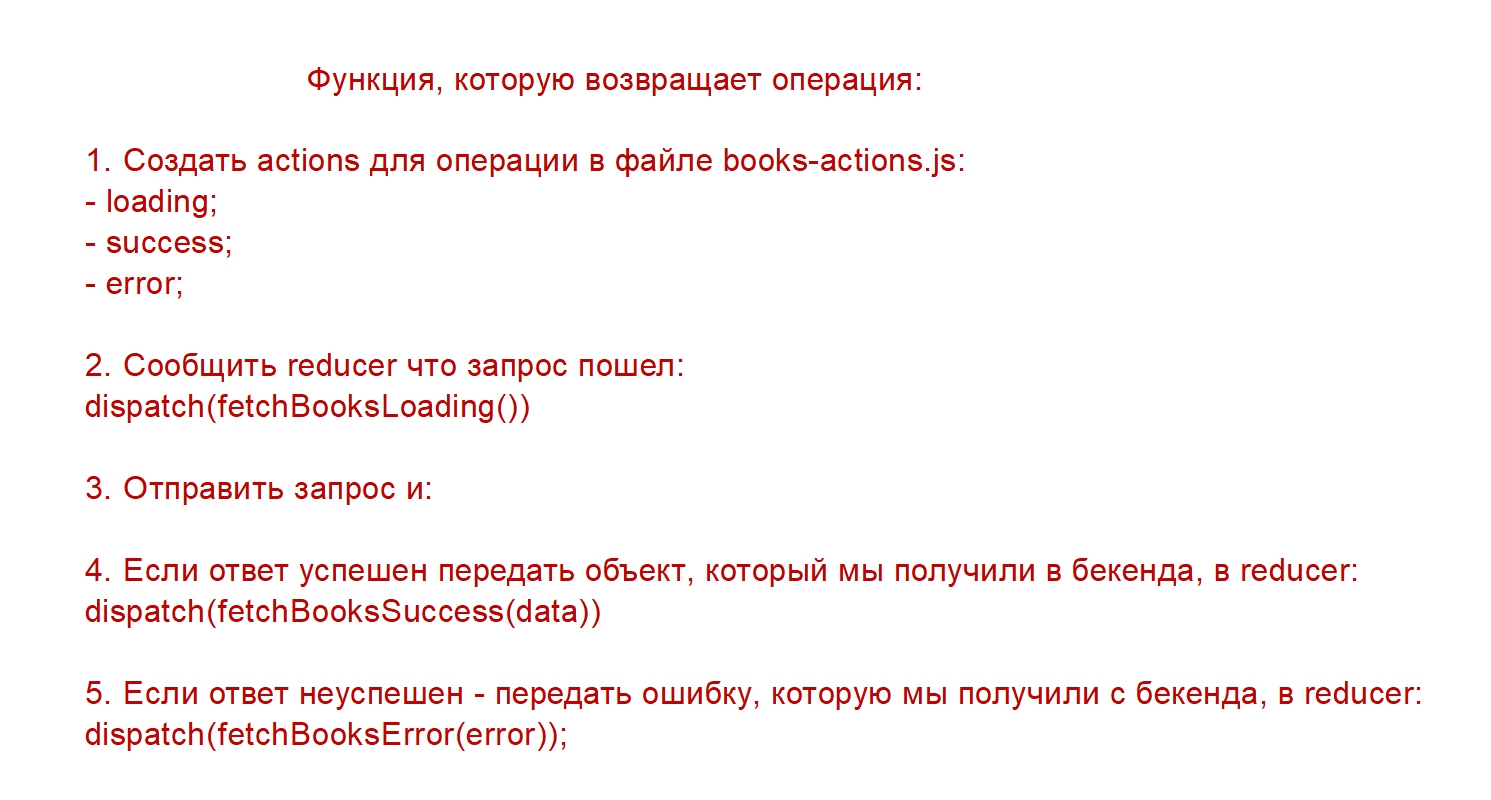 Функция, которую возвращает операция:
1. Создать actions для операции в файле books-actions.js:
- loading;
- success;
- error;
2. Сообщить reducer что запрос пошел:
dispatch(fetchBooksLoading())
3. Отправить запрос и:
4. Если ответ успешен передать объект, который мы получили в бекенда, в reducer:
dispatch(fetchBooksSuccess(data))
5. Если ответ неуспешен - передать ошибку, которую мы получили с бекенда, в reducer:
dispatch(fetchBooksError(error));